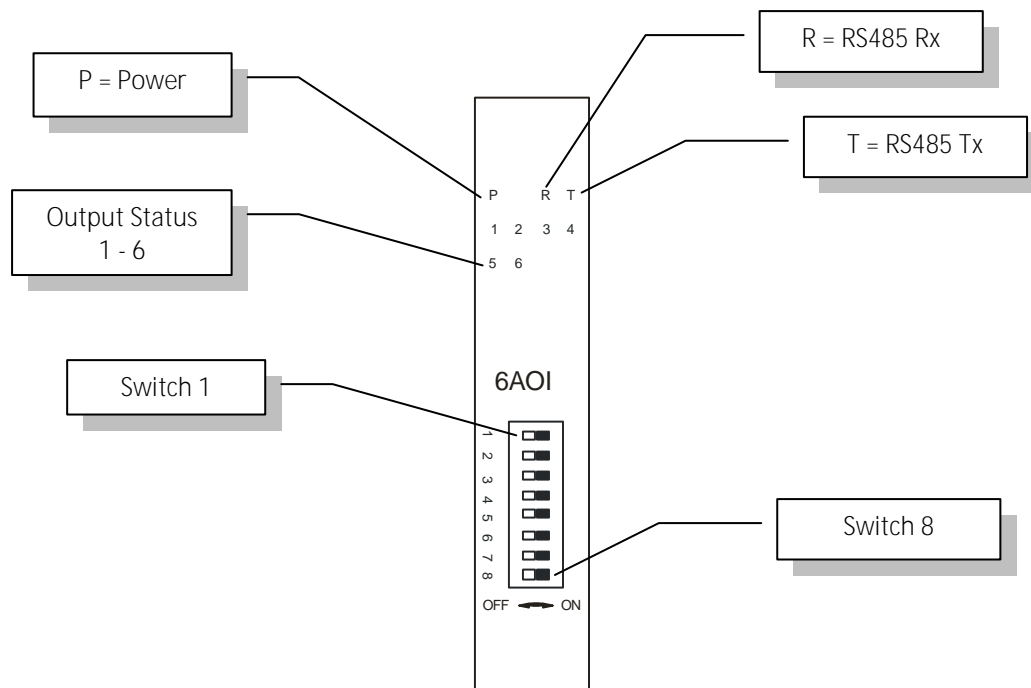 R = RS485 Rx
P = Power
T = RS485 Tx
P R T
Output Status
1 - 6
1 2 3 4
5 6
Switch 1
6AOI
1
2
3
4
5
6
7
8
Switch 8
OFF ON